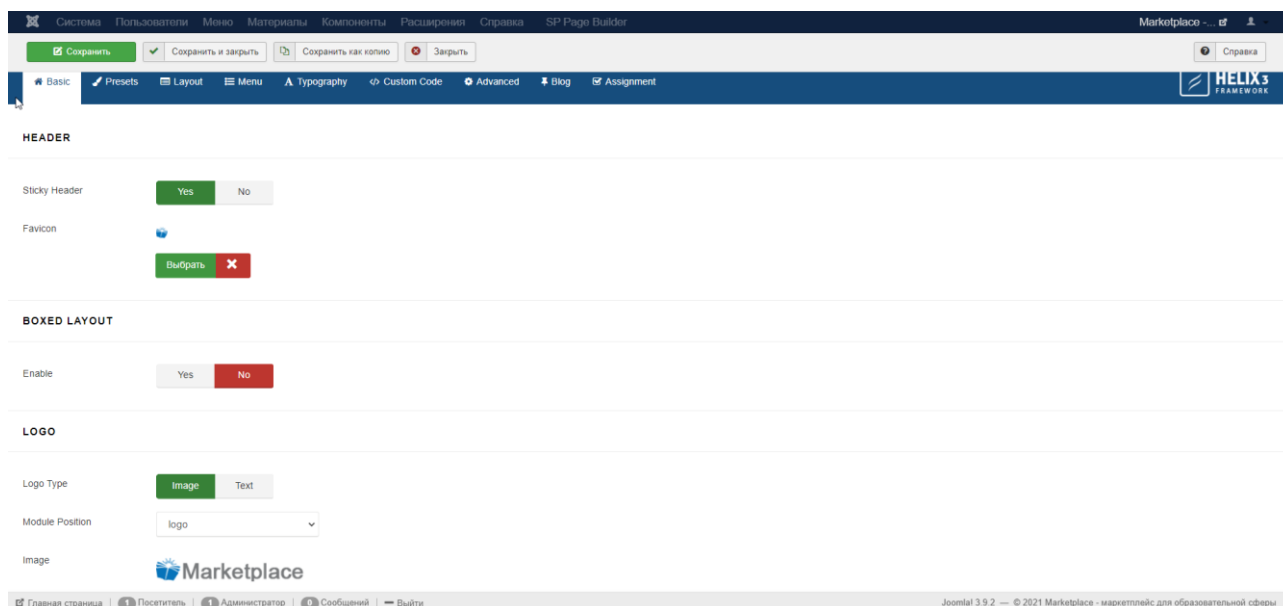 Система Пользователи Меню Материалы Компоненты Расширения Справка SP Page Builder Marketplace -...
Сохранить Сохранить и закрыть Сохранить как копию Закрыть Справка
Basic Presets Layout Menu Typography Custom Code Advanced Blog Assignment HELIX3
FRAMEWORK
HEADER
Sticky Header Yes No
Favicon
Выбрать
BOXED LAYOUT
Enable Yes No
LOGO
Logo Type Image Text
Module Position logo
Image Marketplace
Главная страница 1 Посетитель 1 Администратор 0 Сообщений Выйти Joomla! 3.9.2 — © 2021 Marketplace - маркетплейс для образовательной сферы